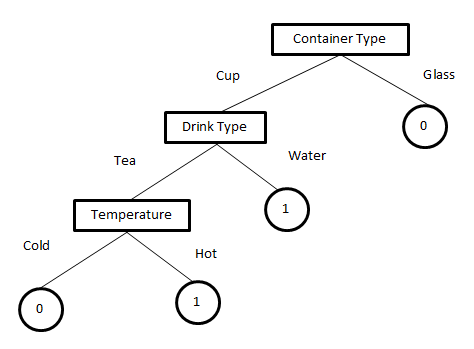 Container Type
Cup
Glass
Drink Type
0
Tea
Water
Temperature
1
Cold
Hot
0
1